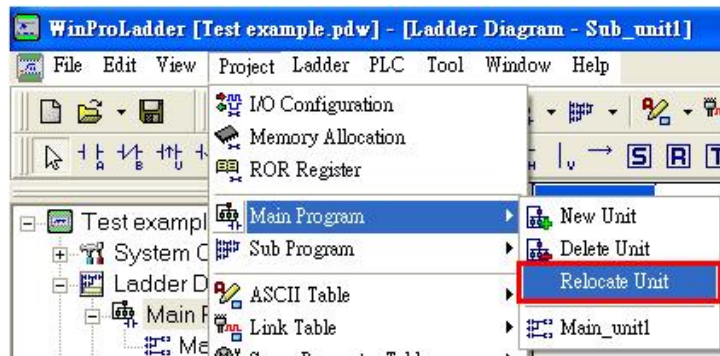 WinProLadder [Test example.pdw] - [Ladder Diagram - Sub_unit1]
File Edit View Project Ladder PLC Tool Window Help
I/O Configuration
Memory Allocation
ROR Register
Main Program
Sub Program
ASCII Table
Link Table
New Unit
Delete Unit
Relocate Unit
Main_unit1
Test exampl
System C
Ladder D
Main P
Ma
A
B
U
H
V
S
R
T